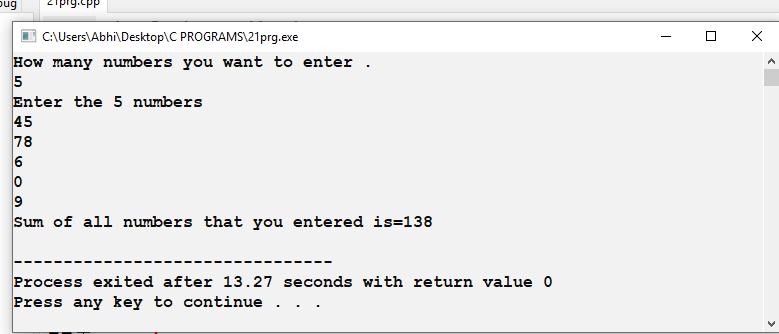 21prg.cpp
C:\Users\Abhi\Desktop\C PROGRAMS\21prg.exe
How many numbers you want to enter .
5
Enter the 5 numbers
45
78
6
0
9
Sum of all numbers that you entered is=138
--------------------------------
Process exited after 13.27 seconds with return value 0
Press any key to continue . . .